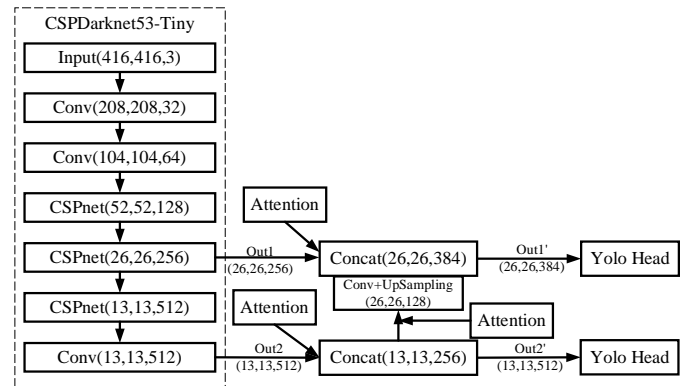 CSPDarknet53-Tiny
Input(416,416,3)
Conv(208,208,32)
Conv(104,104,64)
CSPnet(52,52,128)
CSPnet(26,26,256)
CSPnet(13,13,512)
Conv(13,13,512)
Attention
Out1
(26,26,256)
Concat(26,26,384)
Out1'
(26,26,384)
Yolo Head
Conv+UpSampling
(26,26,128)
Attention
Attention
Out2
(13,13,512)
Concat(13,13,256)
Out2'
(13,13,512)
Yolo Head